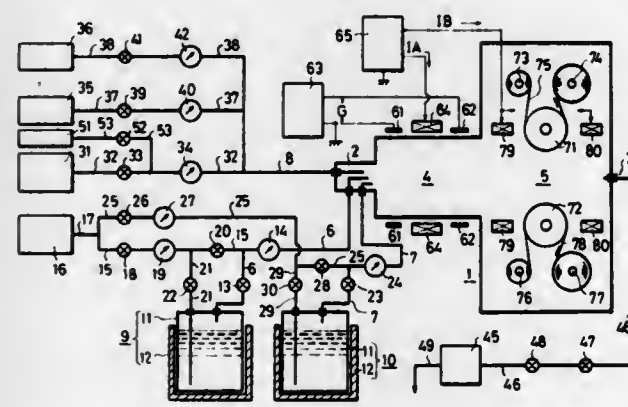 36 38 41 42 38
65 IB IA
73 75 74
35 37 39 40 37
63 G 61 64 62
51 53 52 53
79 71 80
31 32 33 34 32 8 2 4 5
17 25 26 27 25
72
16 15 18 19 20 15 14 6
61 64 62 79 78 80
21 6 29 25 7 1
22 21 13 30 28 24 23
76 77
29 7
9 11 12 11 12 10
49 45 46 48 47